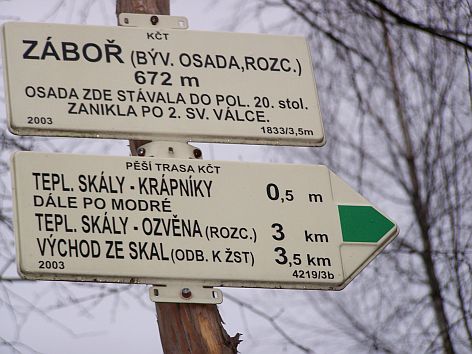 KČT
ZÁBOŘ (BÝV. OSADA,ROZC.)
672 m
OSADA ZDE STÁVALA DO POL. 20. stol.
ZANIKLA PO 2. SV. VÁLCE.
2003 1833/3,5m
PĚŠÍ TRASA KČT
TEPL. SKÁLY - KRÁPNÍKY 0,5 m
DÁLE PO MODRÉ
TEPL. SKÁLY - OZVĚNA (ROZC.) 3 km
VÝCHOD ZE SKAL (ODB. K ŽST) 3,5 km
2003 4219/3b